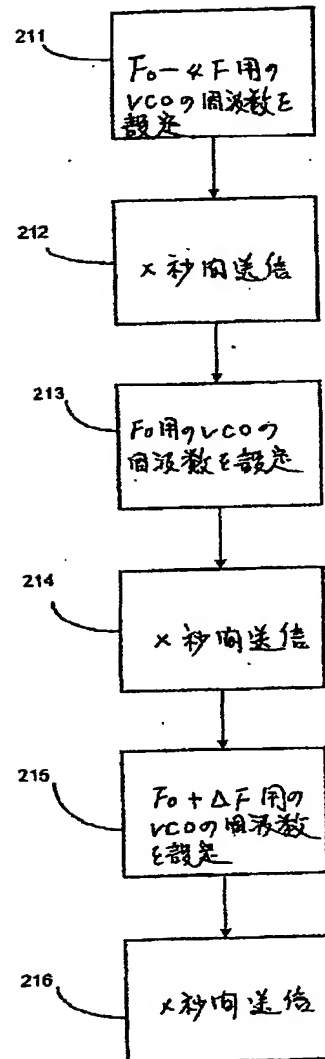 211
F0-ΔF用の
VCOの周波数を
設定
212
x秒間送信
213
F0用のVCOの
周波数を設定
214
x秒間送信
215
F0+ΔF用の
VCOの周波数
を設定
216
x秒間送信